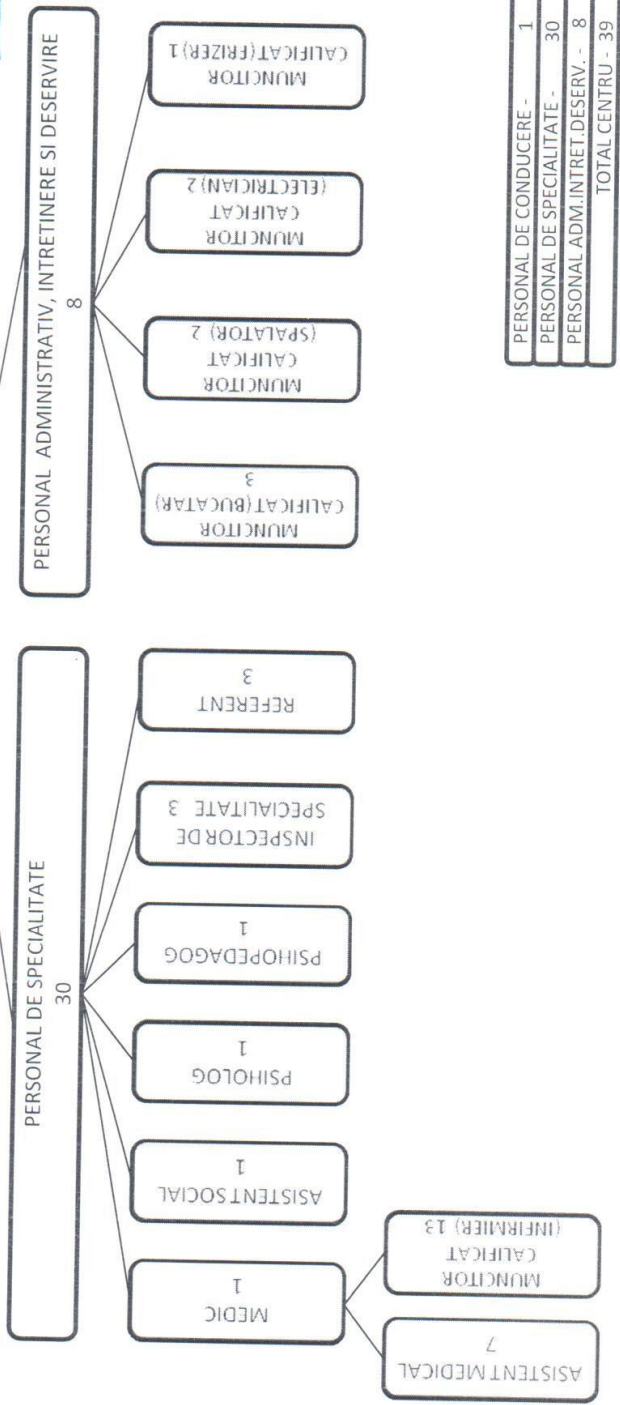 PERSONAL DE SPECIALITATE
30
MEDIC
1
ASISTENT SOCIAL
1
PSIHOLOG
1
PSIHOPEDAGOG
1
INSPECTOR DE
SPECIALITATE 3
REFERENT
3
ASISTENT MEDICAL
7
MUNCITOR
CALIFICAT
(INFIRMIER) 13
PERSONAL ADMINISTRATIV, INTRETINERE SI DESERVIRE
8
MUNCITOR
CALIFICAT(BUCATAR)
3
MUNCITOR
CALIFICAT
(SPALATOR) 2
MUNCITOR
CALIFICAT
(ELECTRICIAN) 2
MUNCITOR
CALIFICAT(FRIZER) 1
PERSONAL DE CONDUCERE - 1
PERSONAL DE SPECIALITATE - 30
PERSONAL ADM.INTRET.DESERV. - 8
TOTAL CENTRU - 39